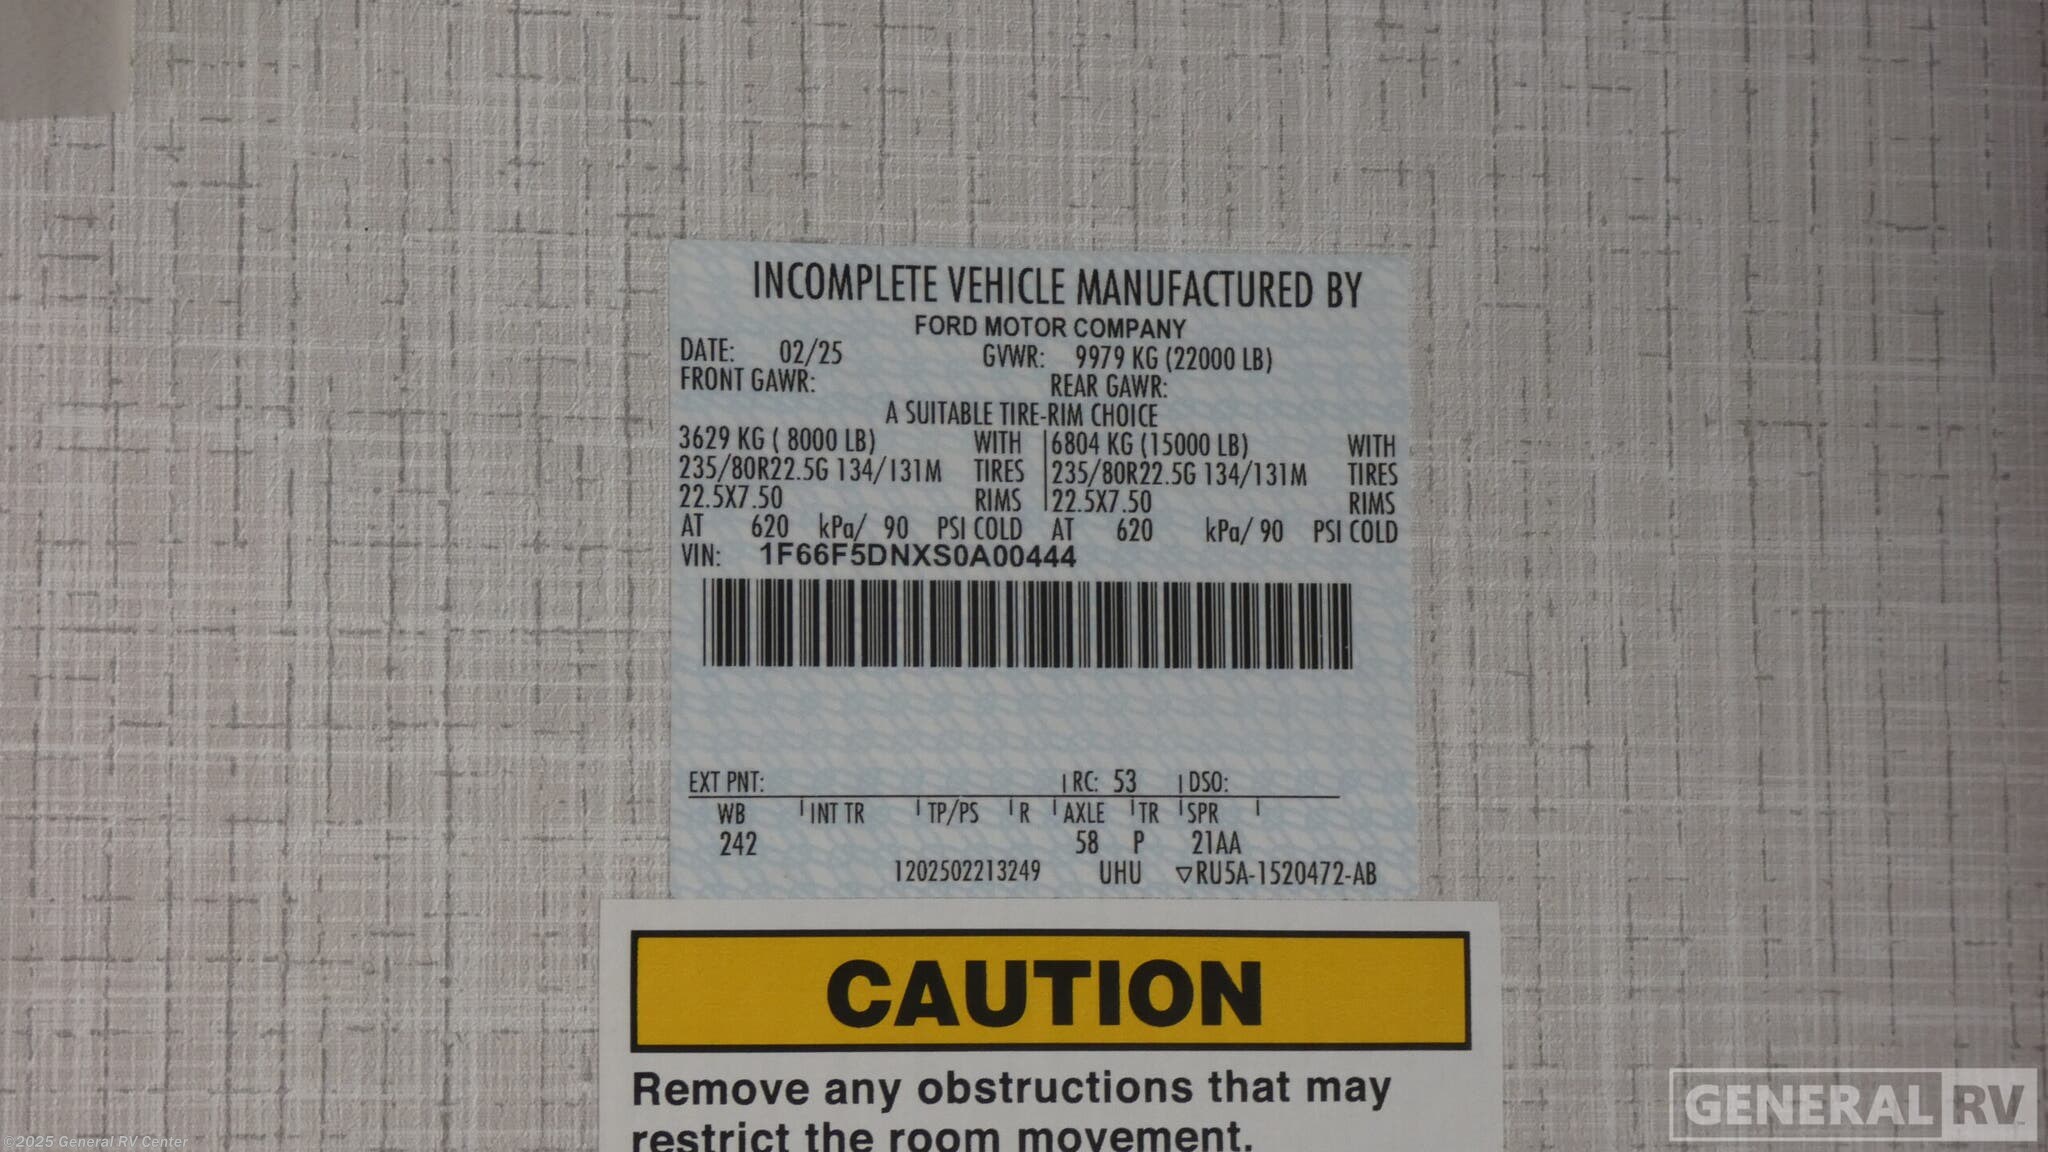 INCOMPLETE VEHICLE MANUFACTURED BY
FORD MOTOR COMPANY
DATE: 02/25 GVWR: 9979 KG (22000 LB)
FRONT GAWR: REAR GAWR:
A SUITABLE TIRE-RIM CHOICE
3629 KG ( 8000 LB) WITH 6804 KG (15000 LB) WITH
235/80R22.5G 134/131M TIRES 235/80R22.5G 134/131M TIRES
22.5X7.50 RIMS 22.5X7.50 RIMS
AT 620 kPa/ 90 PSI COLD AT 620 kPa/ 90 PSI COLD
VIN: 1F66F5DNXS0A00444
EXT PNT: RC: 53 DSO:
WB INT TR TP/PS R AXLE TR SPR
242 58 P 21AA
1202502213249 UHU ▽RU5A-1520472-AB
CAUTION
Remove any obstructions that may
restrict the room movement.
GENERAL RV
©2025 General RV Center